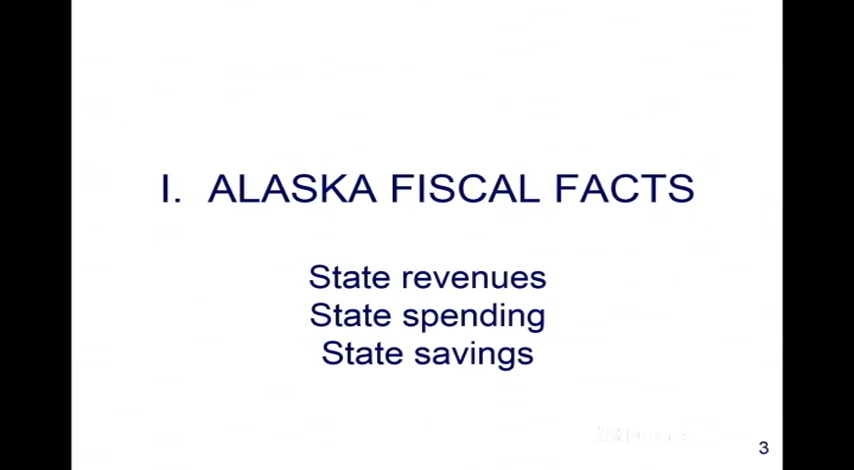 I. ALASKA FISCAL FACTS
State revenues
State spending
State savings
3